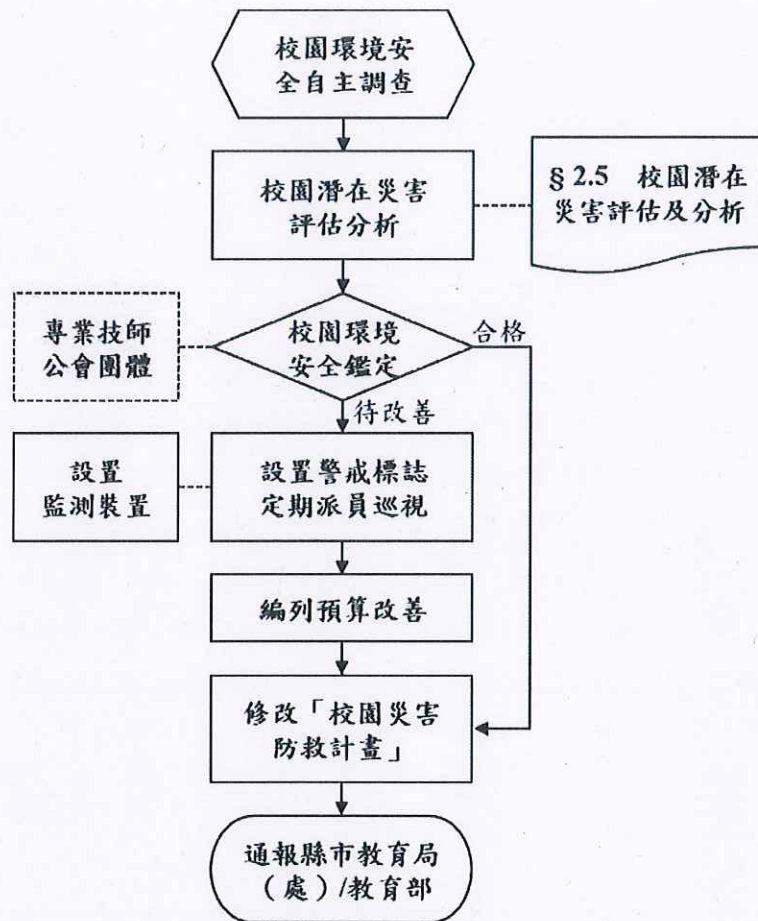 校園環境安
全自主調查
校園潛在災害
評估分析
§ 2.5 校園潛在
災害評估及分析
專業技師
公會團體
校園環境
安全鑑定
合格
待改善
設置
監測裝置
設置警戒標誌
定期派員巡視
編列預算改善
修改「校園災害
防救計畫」
通報縣市教育局
（處）/教育部